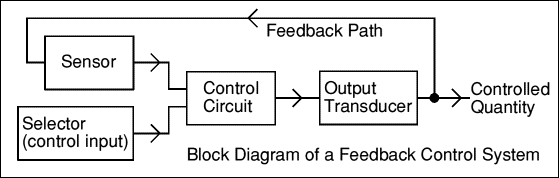 Feedback Path
Sensor
Control
Circuit
Output
Transducer
Controlled
Quantity
Selector
(control input)
Block Diagram of a Feedback Control System